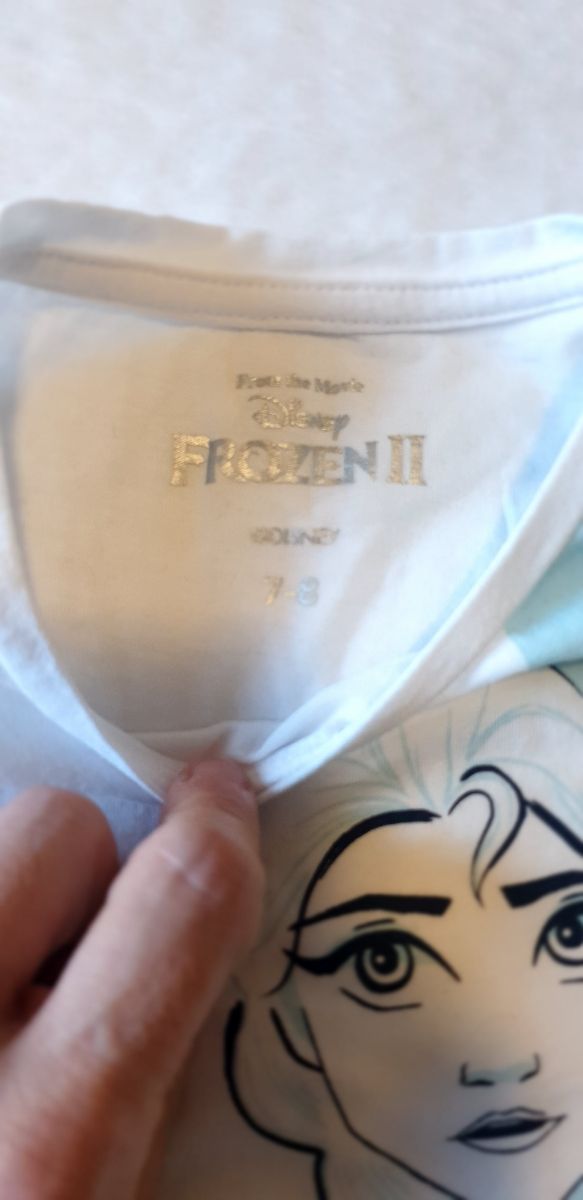 From the Movie
Disney
FROZEN II
©DISNEY
7-8